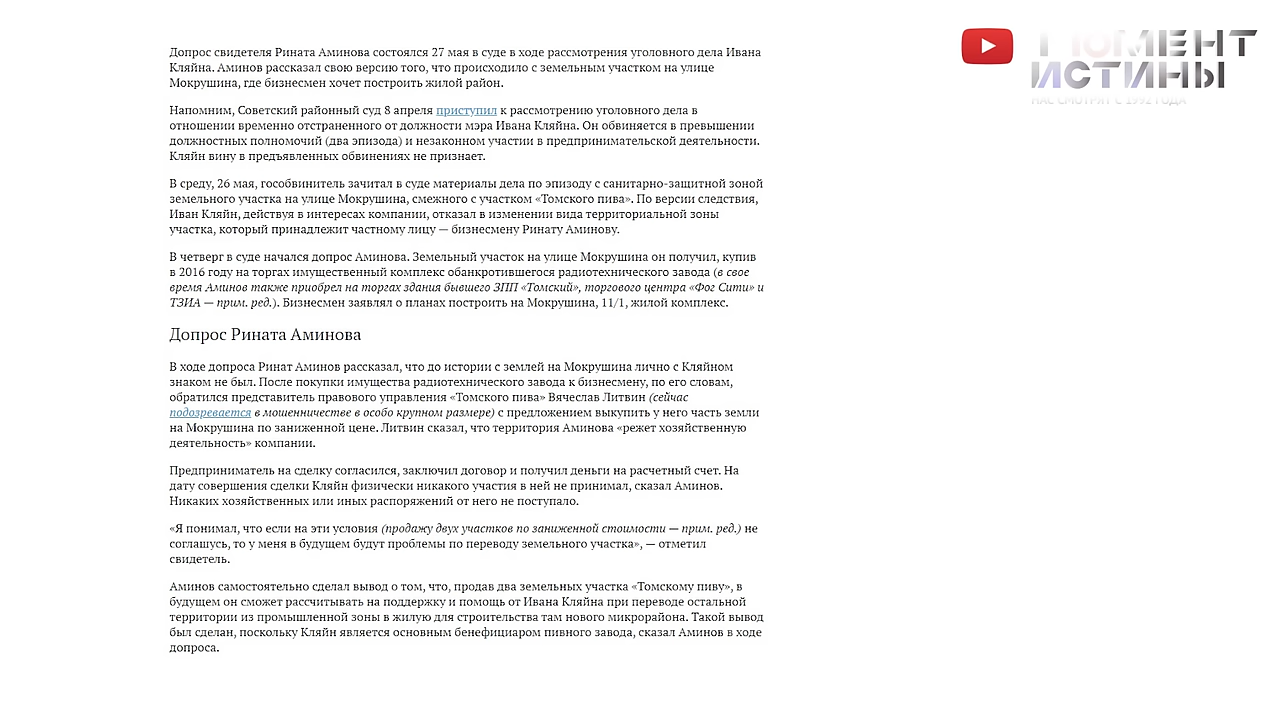 Допрос свидетеля Рината Аминова состоялся 27 мая в суде в ходе рассмотрения уголовного дела Ивана
Кляйна. Аминов рассказал свою версию того, что происходило с земельным участком на улице
Мокрушина, где бизнесмен хочет построить жилой район.
Напомним, Советский районный суд 8 апреля приступил к рассмотрению уголовного дела в
отношении временно отстраненного от должности мэра Ивана Кляйна. Он обвиняется в превышении
должностных полномочий (два эпизода) и незаконном участии в предпринимательской деятельности.
Кляйн вину в предъявленных обвинениях не признает.
В среду, 26 мая, гособвинитель зачитал в суде материалы дела по эпизоду с санитарно-защитной зоной
земельного участка на улице Мокрушина, смежного с участком «Томского пива». По версии следствия,
Иван Кляйн, действуя в интересах компании, отказал в изменении вида территориальной зоны
участка, который принадлежит частному лицу — бизнесмену Ринату Аминову.
В четверг в суде начался допрос Аминова. Земельный участок на улице Мокрушина он получил, купив
в 2016 году на торгах имущественный комплекс обанкротившегося радиотехнического завода (в свое
время Аминов также приобрел на торгах здания бывшего ЗПП «Томский», торгового центра «Фог Сити» и
ТЗИА — прим. ред.). Бизнесмен заявлял о планах построить на Мокрушина, 11/1, жилой комплекс.
Допрос Рината Аминова
В ходе допроса Ринат Аминов рассказал, что до истории с землей на Мокрушина лично с Кляйном
знаком не был. После покупки имущества радиотехнического завода к бизнесмену, по его словам,
обратился представитель правового управления «Томского пива» Вячеслав Литвин (сейчас
подозревается в мошенничестве в особо крупном размере) с предложением выкупить у него часть земли
на Мокрушина по заниженной цене. Литвин сказал, что территория Аминова «режет хозяйственную
деятельность» компании.
Предприниматель на сделку согласился, заключил договор и получил деньги на расчетный счет. На
дату совершения сделки Кляйн физически никакого участия в ней не принимал, сказал Аминов.
Никаких хозяйственных или иных распоряжений от него не поступало.
«Я понимал, что если на эти условия (продажу двух участков по заниженной стоимости — прим. ред.) не
соглашусь, то у меня в будущем будут проблемы по переводу земельного участка», — отметил
свидетель.
Аминов самостоятельно сделал вывод о том, что, продав два земельных участка «Томскому пиву», в
будущем он сможет рассчитывать на поддержку и помощь от Ивана Кляйна при переводе остальной
территории из промышленной зоны в жилую для строительства там нового микрорайона. Такой вывод
был сделан, поскольку Кляйн является основным бенефициаром пивного завода, сказал Аминов в ходе
допроса.
МОМЕНТ
ИСТИНЫ
НАС СМОТРЯТ С 1992 ГОДА